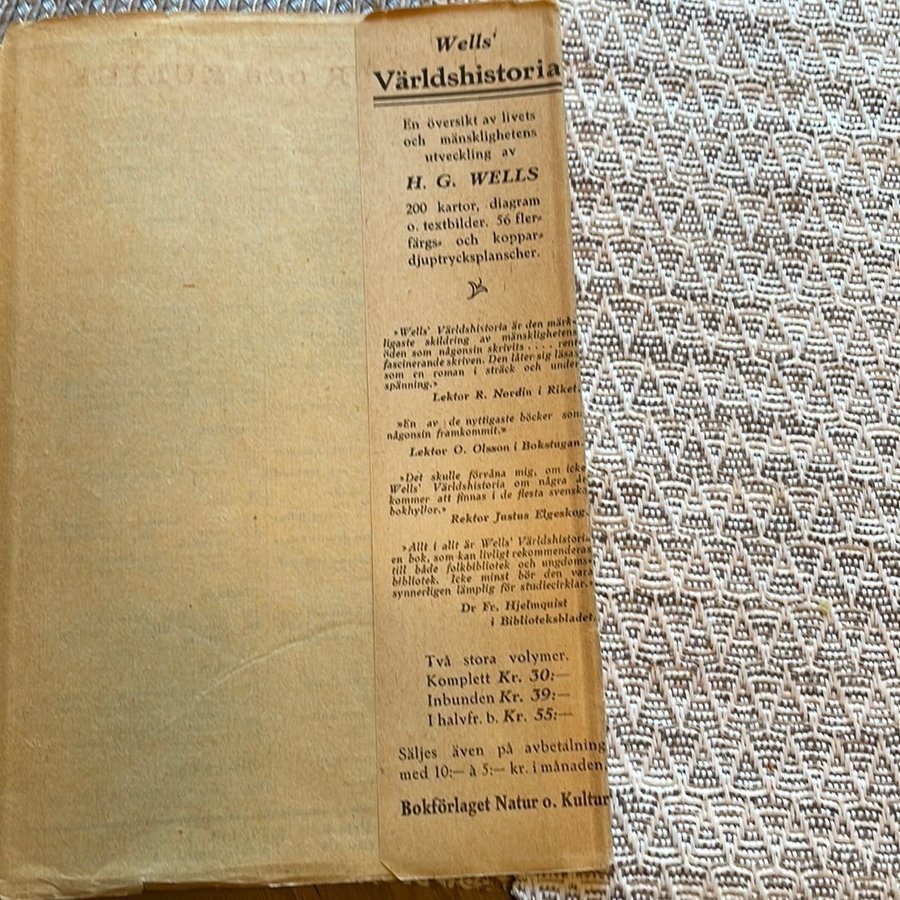 Wells'
Världshistoria
En översikt av livets
och mänsklighetens
utveckling av
H. G. WELLS
200 kartor, diagram
o. textbilder. 56 fler=
färgs= och koppar=
djuptrycksplanscher.
»Wells' Världshistoria är den märk=
ligaste skildring av mänsklighetens
öden som någonsin skrivits . . . . rent
fascinerande skriven. Den låter sig läsas
som en roman i sträck och under
spänning.»
Lektor R. Nordin i Riket.
»En av de nyttigaste böcker som
någonsin framkommit.»
Lektor O. Olsson i Bokstugan.
»Det skulle förvåna mig, om icke
Wells' Världshistoria om några år
kommer att finnas i de flesta svenska
bokhyllor.»
Rektor Justus Elgeskog.
»Allt i allt är Wells' Världshistoria
en bok, som kan livligt rekommenderas
till både folkbibliotek och ungdoms=
bibliotek. Icke minst bör den vara
synnerligen lämplig för studiecirklar.»
Dr Fr. Hjelmquist
i Biblioteksbladet.
Två stora volymer.
Komplett Kr. 30:—
Inbunden Kr. 39:—
I halvfr. b. Kr. 55:—
Säljes även på avbetalning
med 10:— à 5:— kr. i månaden.
Bokförlaget Natur o. Kultur